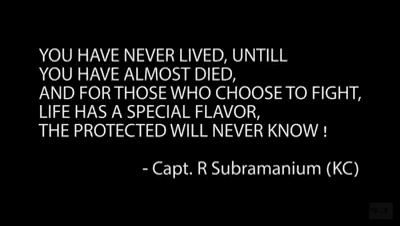 YOU HAVE NEVER LIVED, UNTILL
YOU HAVE ALMOST DIED,
AND FOR THOSE WHO CHOOSE TO FIGHT,
LIFE HAS A SPECIAL FLAVOR,
THE PROTECTED WILL NEVER KNOW !
- Capt. R Subramanium (KC)